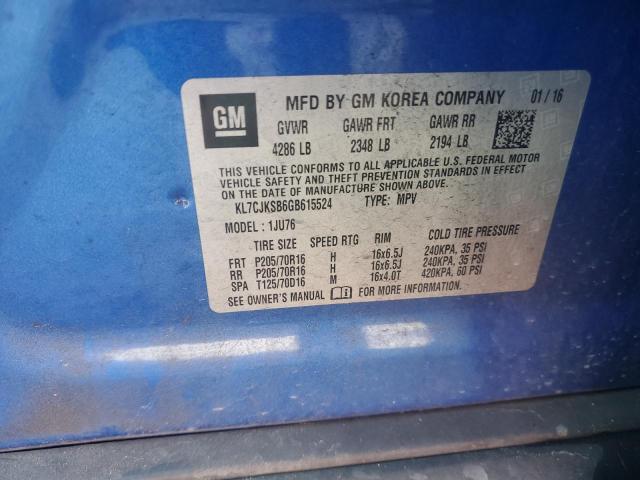 GM MFD BY GM KOREA COMPANY 01 / 16
GVWR GAWR FRT GAWR RR
4286 LB 2348 LB 2194 LB
THIS VEHICLE CONFORMS TO ALL APPLICABLE U.S. FEDERAL MOTOR
VEHICLE SAFETY AND THEFT PREVENTION STANDARDS IN EFFECT
ON THE DATE OF MANUFACTURE SHOWN ABOVE.
KL7CJKSB6GB615524 TYPE: MPV
MODEL : 1JU76
TIRE SIZE SPEED RTG RIM COLD TIRE PRESSURE
FRT P205/70R16 H 16x6.5J 240KPA, 35 PSI
RR P205/70R16 H 16x6.5J 240KPA, 35 PSI
SPA T125/70D16 M 16x4.0T 420KPA, 60 PSI
SEE OWNER'S MANUAL FOR MORE INFORMATION.